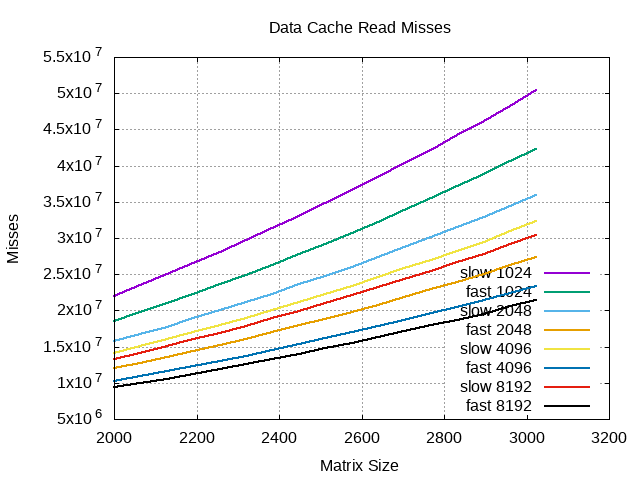 Data Cache Read Misses
5.5x10 7
5x10 7
4.5x10 7
4x10 7
3.5x10 7
3x10 7
2.5x10 7
2x10 7
1.5x10 7
1x10 7
5x10 6
Misses
slow 1024
fast 1024
slow 2048
fast 2048
slow 4096
fast 4096
slow 8192
fast 8192
2000 2200 2400 2600 2800 3000 3200
Matrix Size